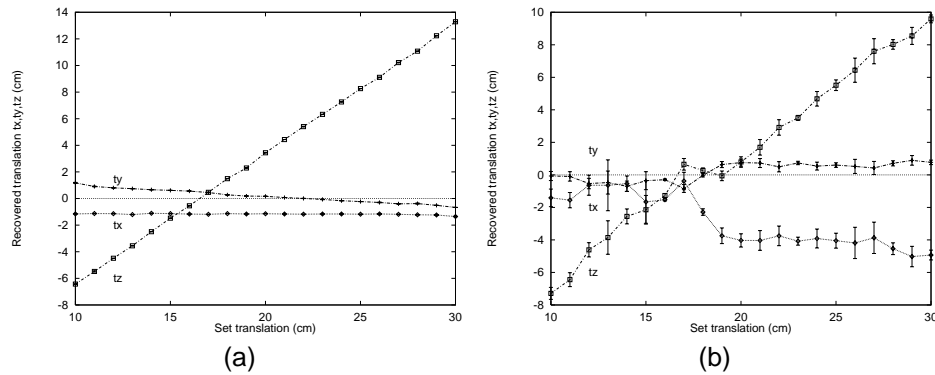 14
12
10
8
6
4
2
0
-2
-4
-6
-8
10 15 20 25 30
Recovered translation tx,ty,tz (cm)
Set translation (cm)
ty
tx
tz
(a)
10
8
6
4
2
0
-2
-4
-6
-8
10 15 20 25 30
Recovered translation tx,ty,tz (cm)
Set translation (cm)
ty
tx
tz
(b)